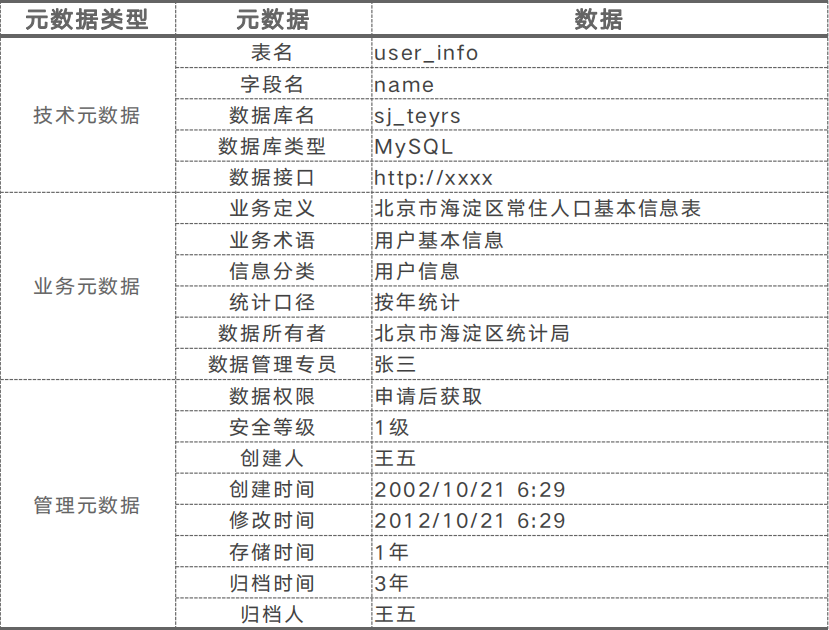 元数据类型 元数据 数据
技术元数据
表名 user_info
字段名 name
数据库名 sj_teyrs
数据库类型 MySQL
数据接口 http://xxxx
业务元数据
业务定义 北京市海淀区常住人口基本信息表
业务术语 用户基本信息
信息分类 用户信息
统计口径 按年统计
数据所有者 北京市海淀区统计局
数据管理专员 张三
管理元数据
数据权限 申请后获取
安全等级 1级
创建人 王五
创建时间 2002/10/21 6:29
修改时间 2012/10/21 6:29
存储时间 1年
归档时间 3年
归档人 王五